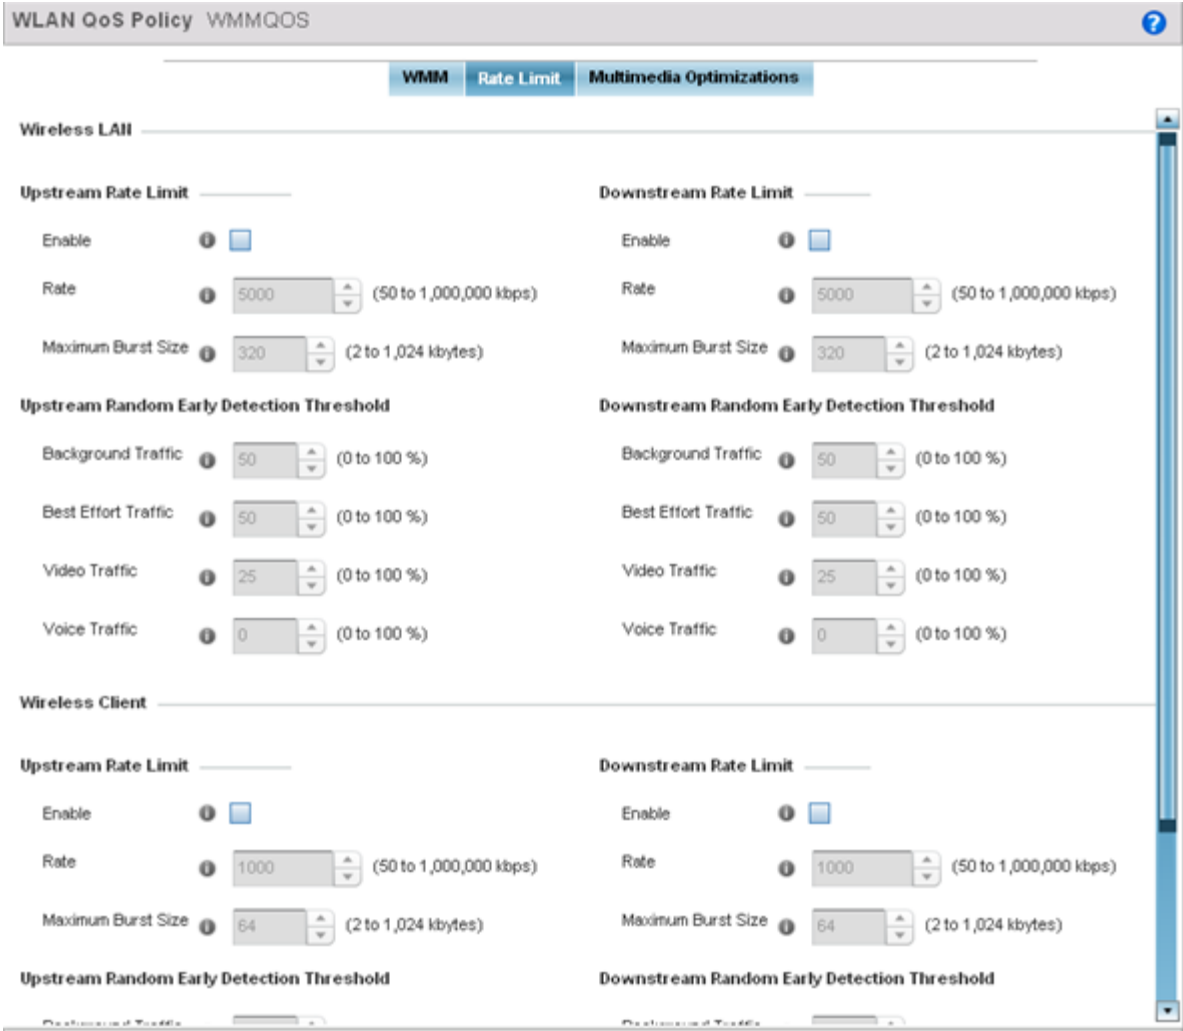 WLAN QoS Policy WMMQOS ?
WMM Rate Limit Multimedia Optimizations
Wireless LAN
Upstream Rate Limit Downstream Rate Limit
Enable Enable
Rate 5000 (50 to 1,000,000 kbps) Rate 5000 (50 to 1,000,000 kbps)
Maximum Burst Size 320 (2 to 1,024 kbytes) Maximum Burst Size 320 (2 to 1,024 kbytes)
Upstream Random Early Detection Threshold Downstream Random Early Detection Threshold
Background Traffic 50 (0 to 100 %) Background Traffic 50 (0 to 100 %)
Best Effort Traffic 50 (0 to 100 %) Best Effort Traffic 50 (0 to 100 %)
Video Traffic 25 (0 to 100 %) Video Traffic 25 (0 to 100 %)
Voice Traffic 0 (0 to 100 %) Voice Traffic 0 (0 to 100 %)
Wireless Client
Upstream Rate Limit Downstream Rate Limit
Enable Enable
Rate 1000 (50 to 1,000,000 kbps) Rate 1000 (50 to 1,000,000 kbps)
Maximum Burst Size 64 (2 to 1,024 kbytes) Maximum Burst Size 64 (2 to 1,024 kbytes)
Upstream Random Early Detection Threshold Downstream Random Early Detection Threshold